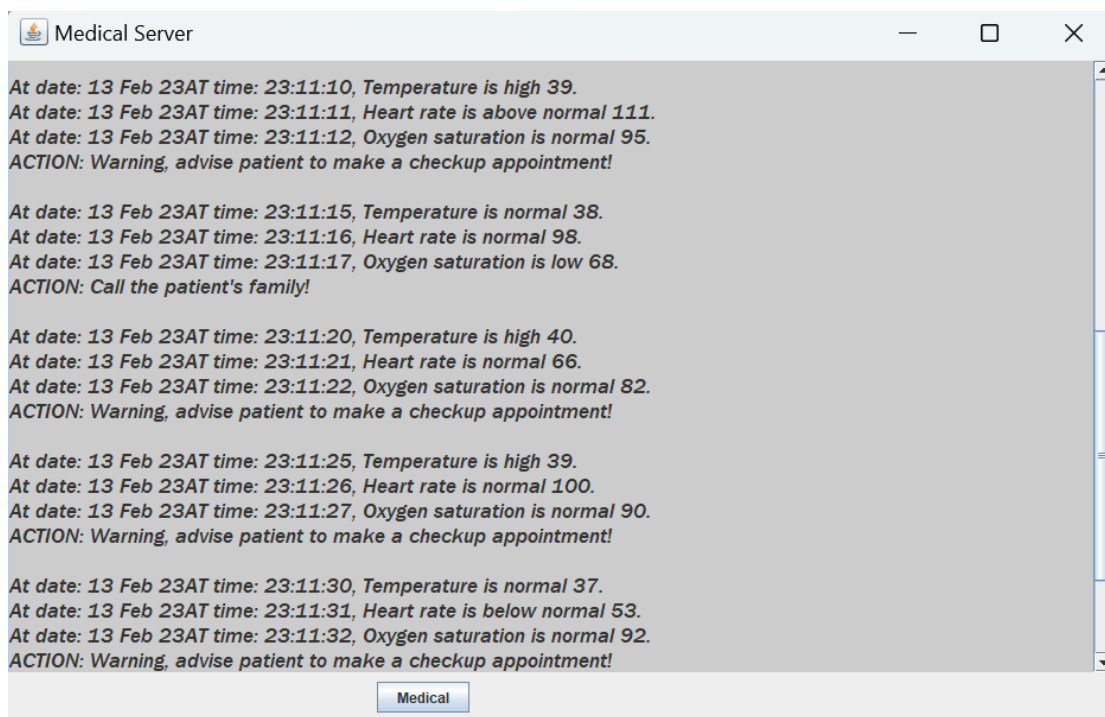 Medical Server
At date: 13 Feb 23AT time: 23:11:10, Temperature is high 39.
At date: 13 Feb 23AT time: 23:11:11, Heart rate is above normal 111.
At date: 13 Feb 23AT time: 23:11:12, Oxygen saturation is normal 95.
ACTION: Warning, advise patient to make a checkup appointment!
At date: 13 Feb 23AT time: 23:11:15, Temperature is normal 38.
At date: 13 Feb 23AT time: 23:11:16, Heart rate is normal 98.
At date: 13 Feb 23AT time: 23:11:17, Oxygen saturation is low 68.
ACTION: Call the patient's family!
At date: 13 Feb 23AT time: 23:11:20, Temperature is high 40.
At date: 13 Feb 23AT time: 23:11:21, Heart rate is normal 66.
At date: 13 Feb 23AT time: 23:11:22, Oxygen saturation is normal 82.
ACTION: Warning, advise patient to make a checkup appointment!
At date: 13 Feb 23AT time: 23:11:25, Temperature is high 39.
At date: 13 Feb 23AT time: 23:11:26, Heart rate is normal 100.
At date: 13 Feb 23AT time: 23:11:27, Oxygen saturation is normal 90.
ACTION: Warning, advise patient to make a checkup appointment!
At date: 13 Feb 23AT time: 23:11:30, Temperature is normal 37.
At date: 13 Feb 23AT time: 23:11:31, Heart rate is below normal 53.
At date: 13 Feb 23AT time: 23:11:32, Oxygen saturation is normal 92.
ACTION: Warning, advise patient to make a checkup appointment!
Medical